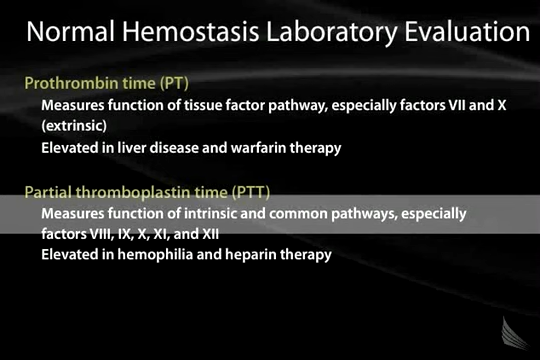 Normal Hemostasis Laboratory Evaluation
Prothrombin time (PT)
Measures function of tissue factor pathway, especially factors VII and X
(extrinsic)
Elevated in liver disease and warfarin therapy
Partial thromboplastin time (PTT)
Measures function of intrinsic and common pathways, especially
factors VIII, IX, X, XI, and XII
Elevated in hemophilia and heparin therapy